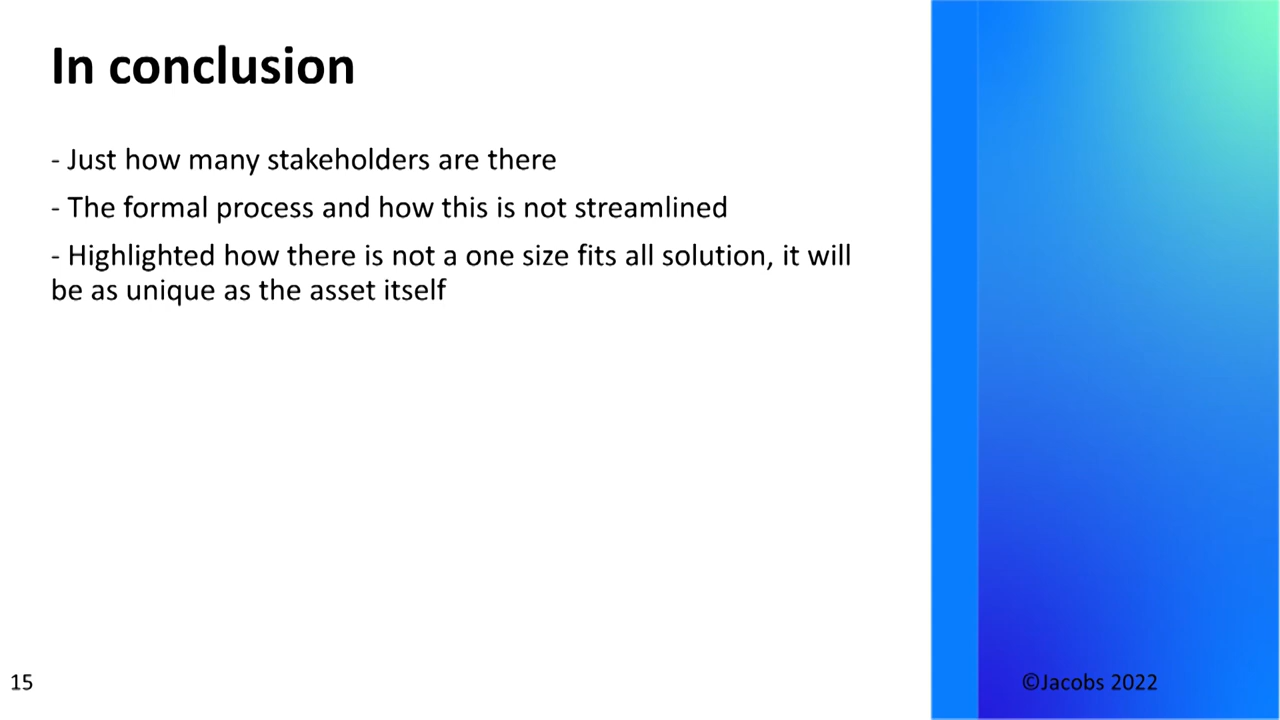 In conclusion
- Just how many stakeholders are there
- The formal process and how this is not streamlined
- Highlighted how there is not a one size fits all solution, it will
be as unique as the asset itself
15
©Jacobs 2022